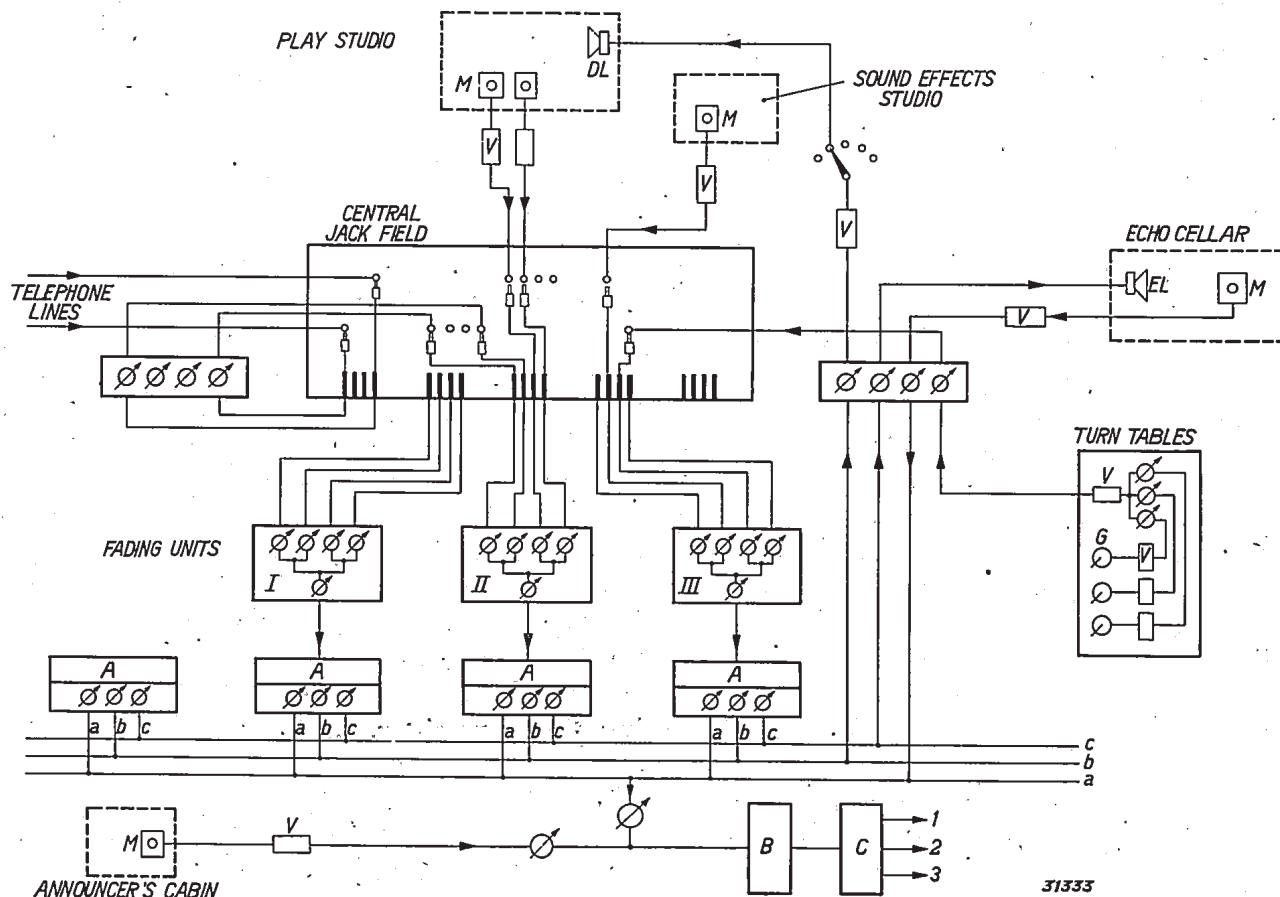 PLAY STUDIO
DL
M
SOUND EFFECTS
STUDIO
M
V
V
CENTRAL
JACK FIELD
V
ECHO CELLAR
EL
M
TELEPHONE
LINES
V
TURN TABLES
V
G
V
FADING UNITS
I
II
III
A
A
A
A
a b c
a b c
a b c
a b c
c
b
a
M
V
B
C
1
2
3
ANNOUNCER'S CABIN
31333